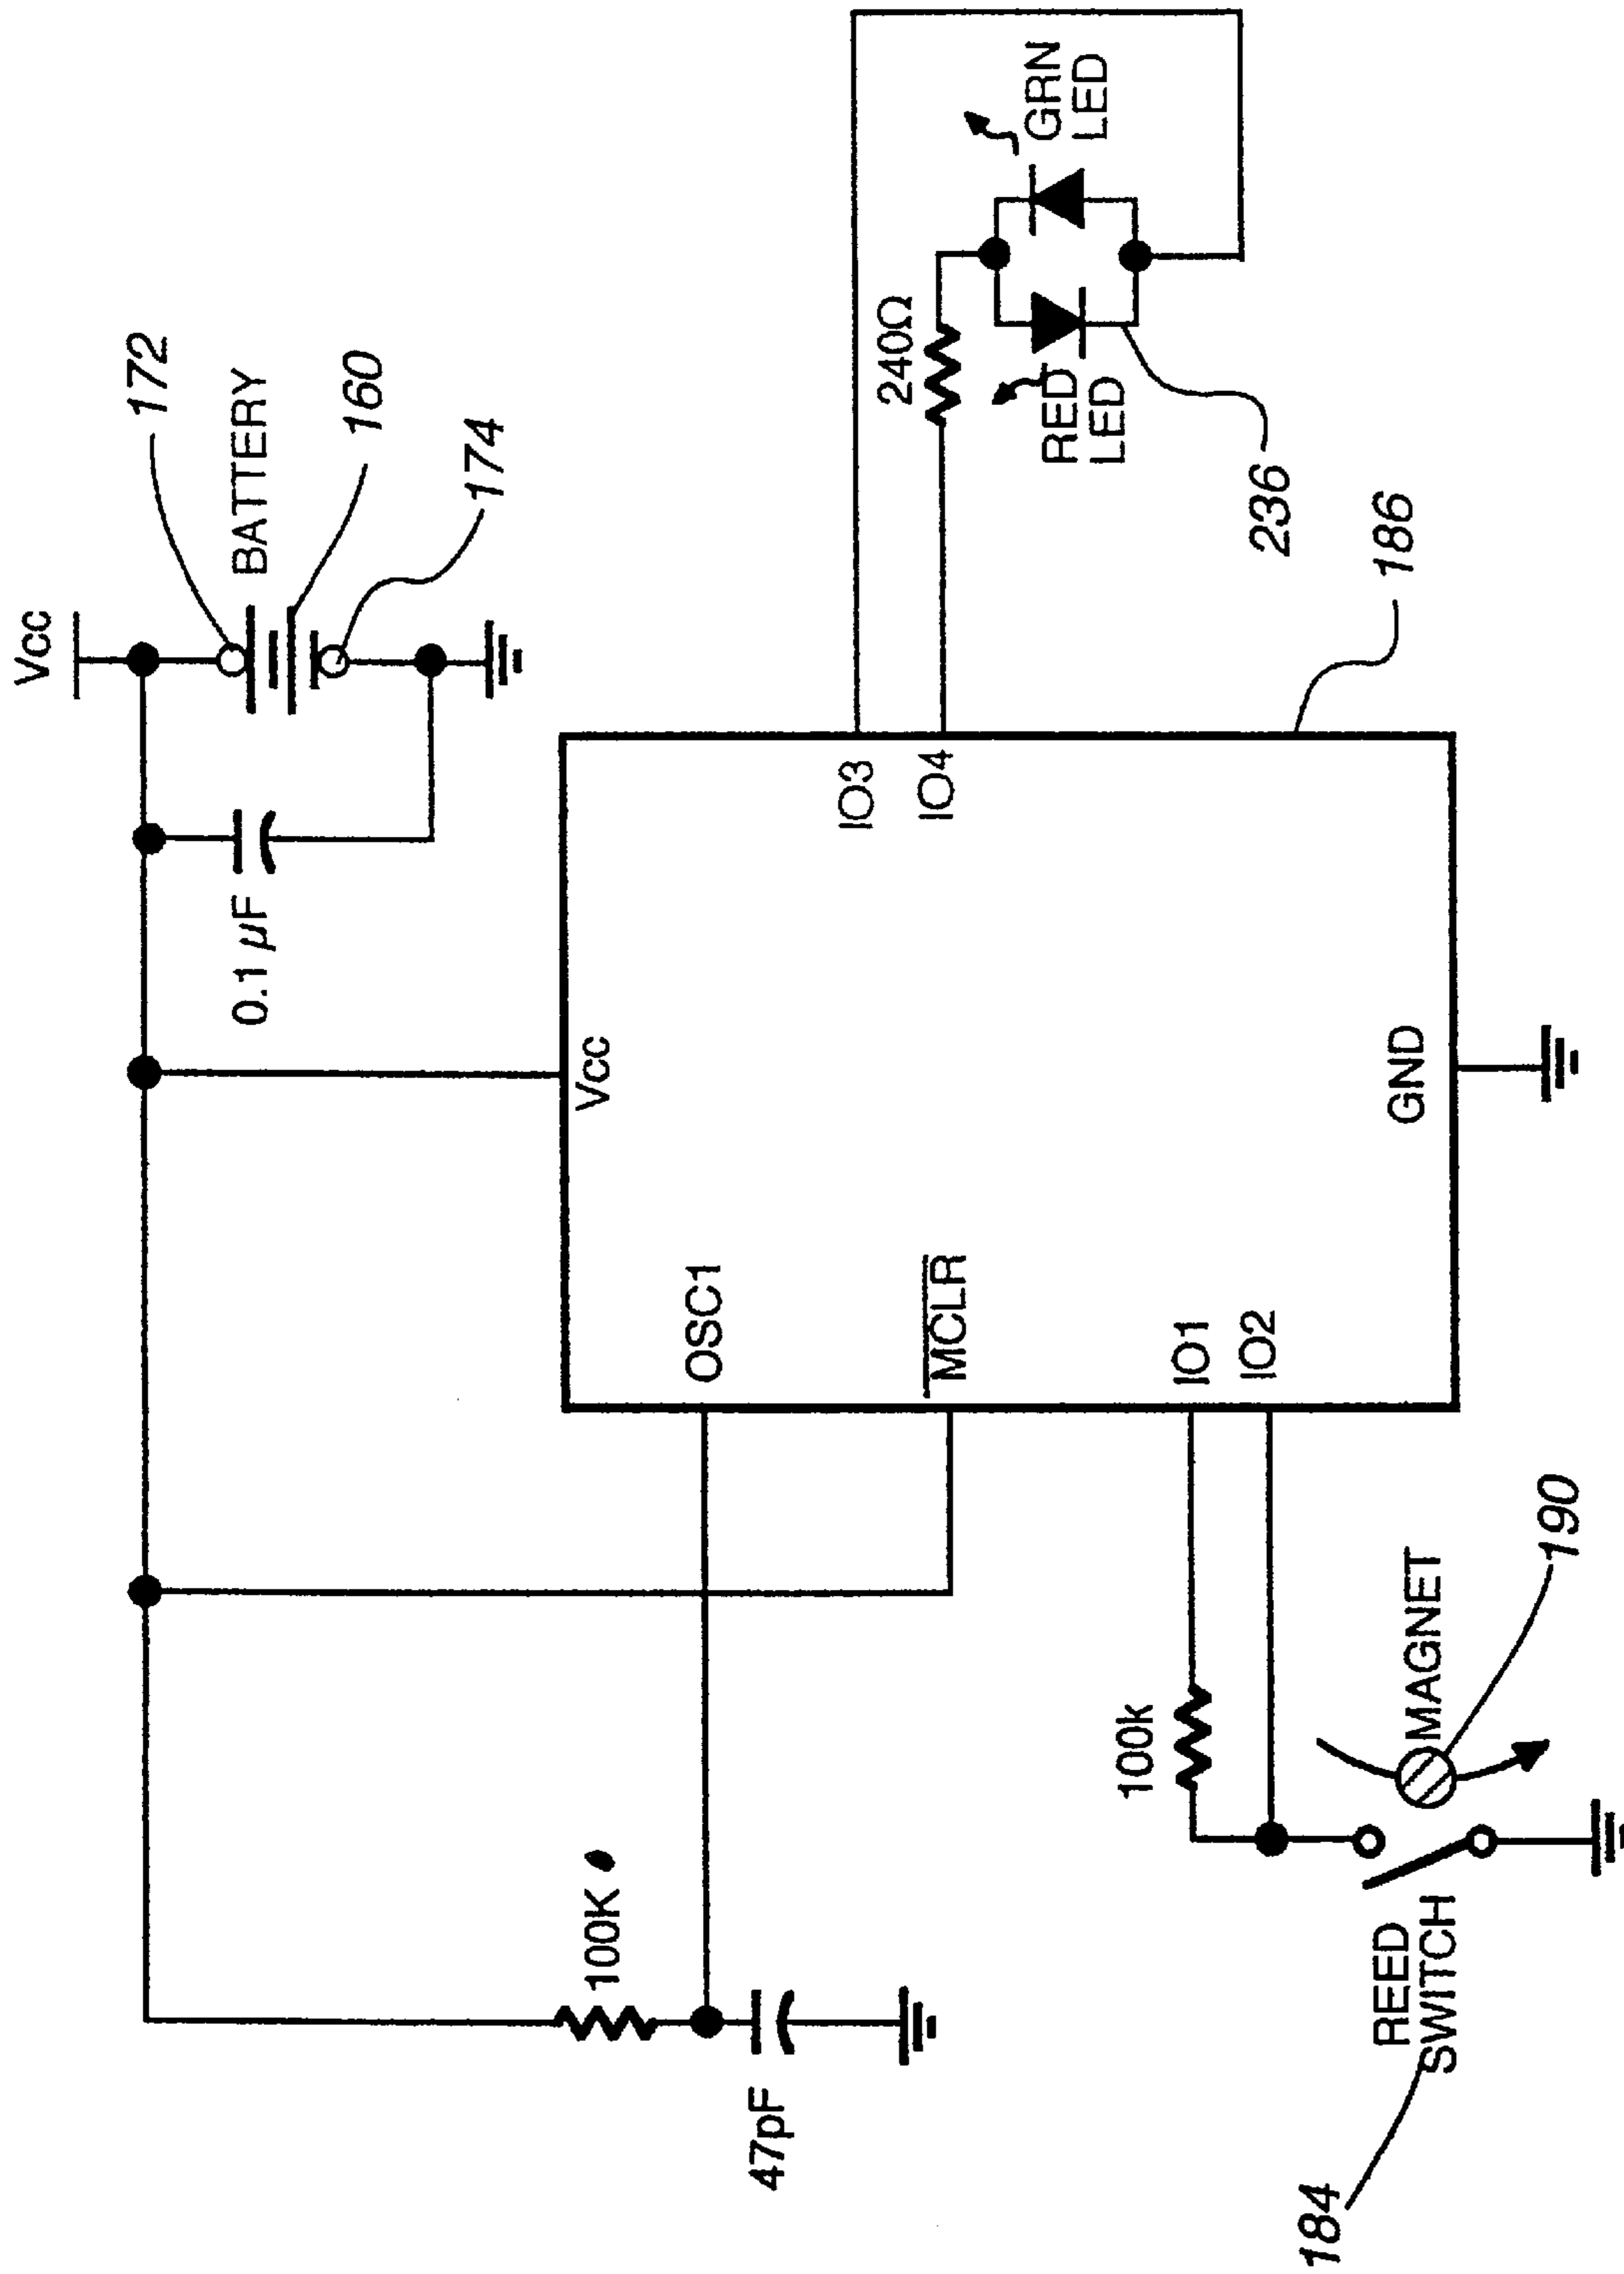 Vcc
172
BATTERY
160
174
0.1 µF
Vcc
OSC1
MCLR
IO1
IO2
IO3
IO4
GND
186
240Ω
RED
LED
GRN
LED
236
100K
47pF
100k
REED
SWITCH
184
MAGNET
190